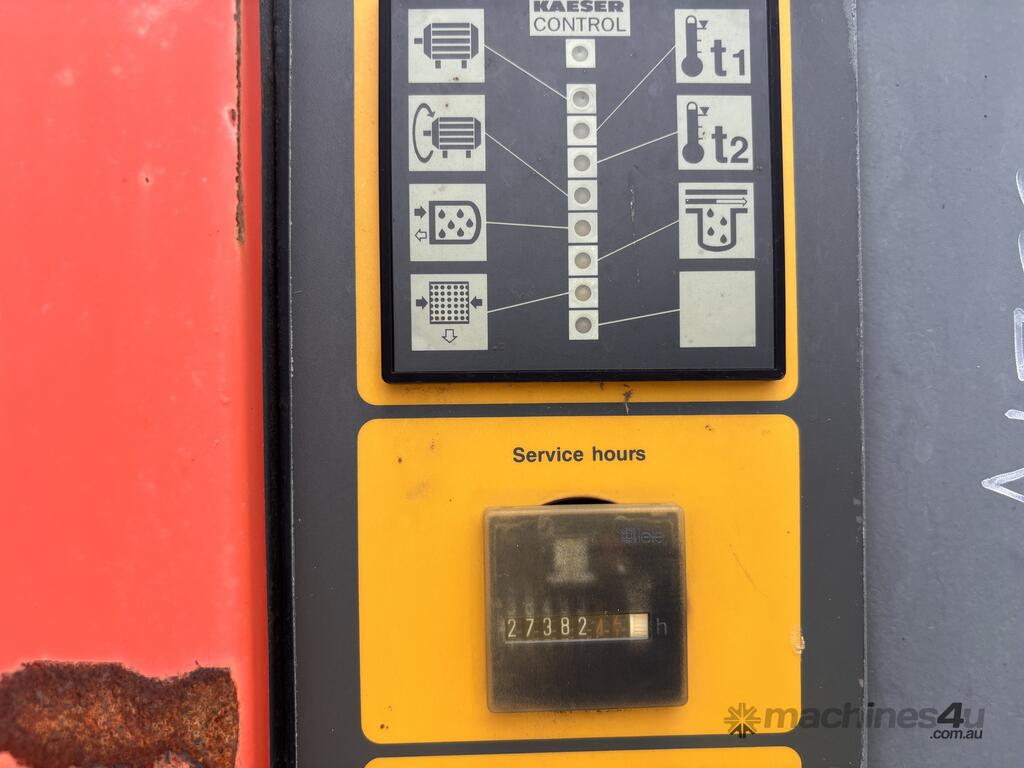 KAESER
CONTROL
t1
t2
Service hours
27382
h
machines4u
.com.au